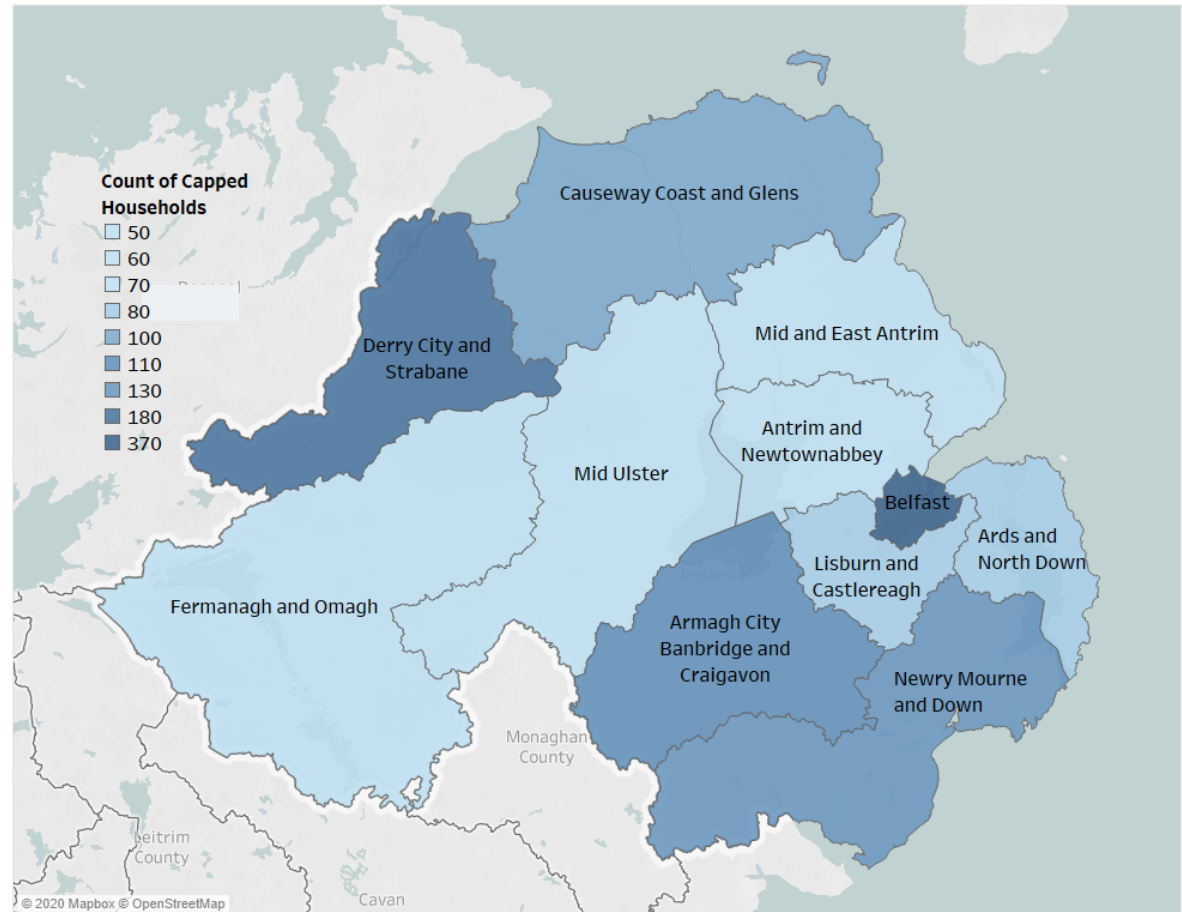 Count of Capped
Households
50
60
70
80
100
110
130
180
370
Causeway Coast and Glens
Derry City and
Strabane
Mid and East Antrim
Antrim and
Newtownabbey
Mid Ulster
Belfast
Ards and
North Down
Lisburn and
Castlereagh
Fermanagh and Omagh
Armagh City
Banbridge and
Craigavon
Newry Mourne
and Down
Monaghan
County
Leitrim
County
Cavan
© 2020 Mapbox © OpenStreetMap